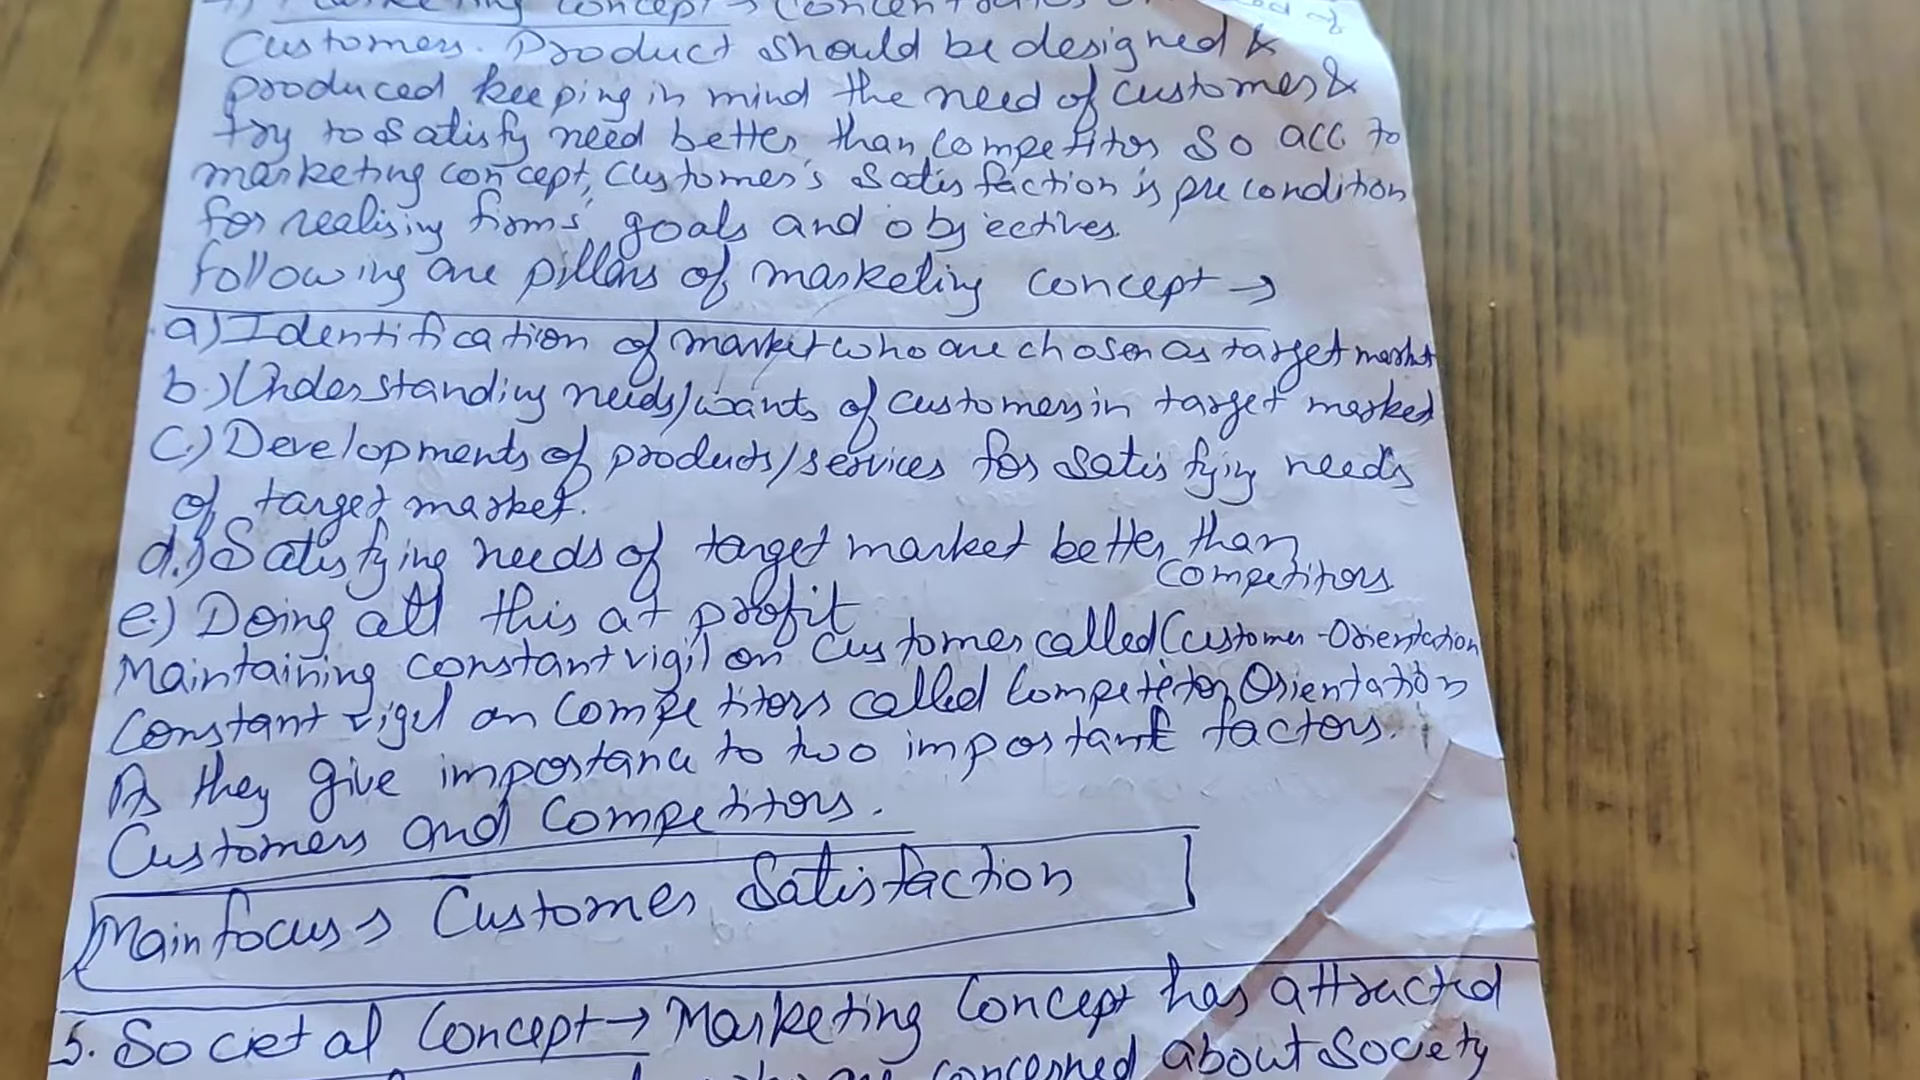 Marketing Concept → Concentrates
Customers. Product should be designed &
produced keeping in mind the need of customer &
try to satisfy need better than competitor So acc to
marketing concept, Customer's Satisfaction is pre condition
for realising firms' goals and objectives.
following are pillars of marketing concept →
a) Identification of market who are chosen as target market
b.) Understanding needs/wants of customers in target market
C.) Developments of products/services for satisfying needs
of target market.
d.) Satisfying needs of target market better than
competitors
e.) Doing all this at profit
Maintaining constant vigil on Customer called Customer-Orientation
Constant vigil on Competitors called Competetor Orientation
As they give importance to two important factors.
Customers and Competitors.
Main focus → Customer Satisfaction
5. Societal Concept → Marketing Concept has attracted
concerned about Society